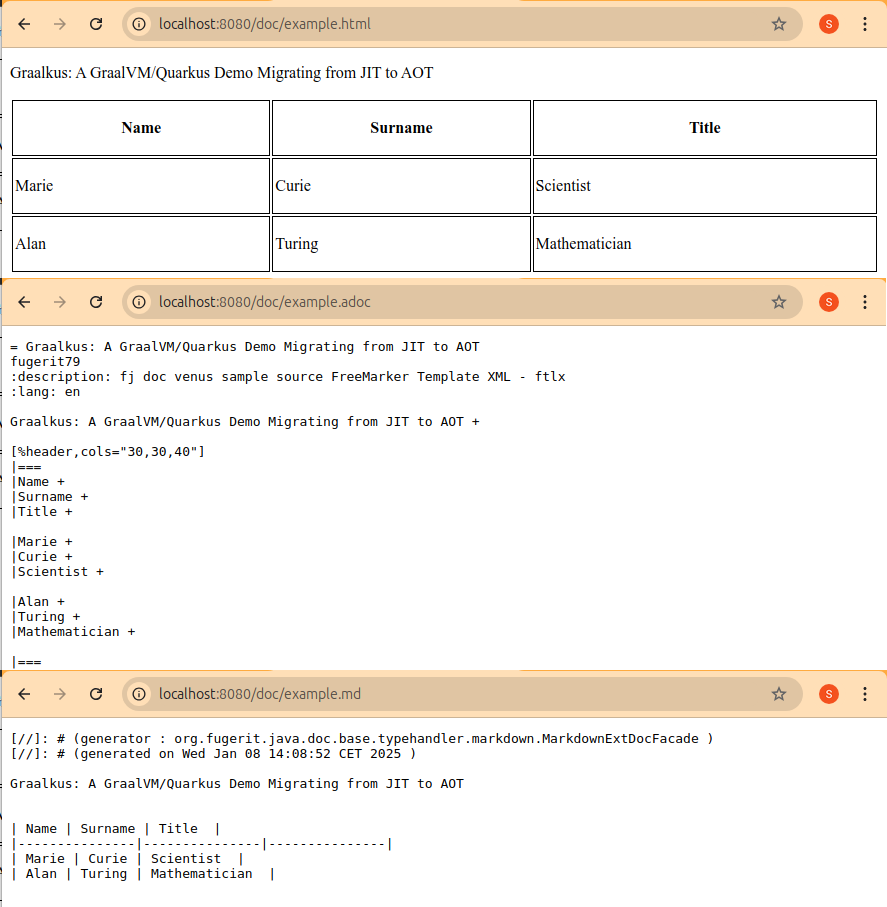 localhost:8080/doc/example.html
S
Graalkus: A GraalVM/Quarkus Demo Migrating from JIT to AOT
Name Surname Title
Marie Curie Scientist
Alan Turing Mathematician
localhost:8080/doc/example.adoc
S
= Graalkus: A GraalVM/Quarkus Demo Migrating from JIT to AOT
fugerit79
:description: fj doc venus sample source FreeMarker Template XML - ftlx
:lang: en
Graalkus: A GraalVM/Quarkus Demo Migrating from JIT to AOT +
[%header,cols="30,30,40"]
|===
|Name +
|Surname +
|Title +
|Marie +
|Curie +
|Scientist +
|Alan +
|Turing +
|Mathematician +
|===
localhost:8080/doc/example.md
S
[//]: # (generator : org.fugerit.java.doc.base.typehandler.markdown.MarkdownExtDocFacade )
[//]: # (generated on Wed Jan 08 14:08:52 CET 2025 )
Graalkus: A GraalVM/Quarkus Demo Migrating from JIT to AOT
| Name | Surname | Title  |
|---------------|---------------|---------------|
| Marie | Curie | Scientist  |
| Alan | Turing | Mathematician  |